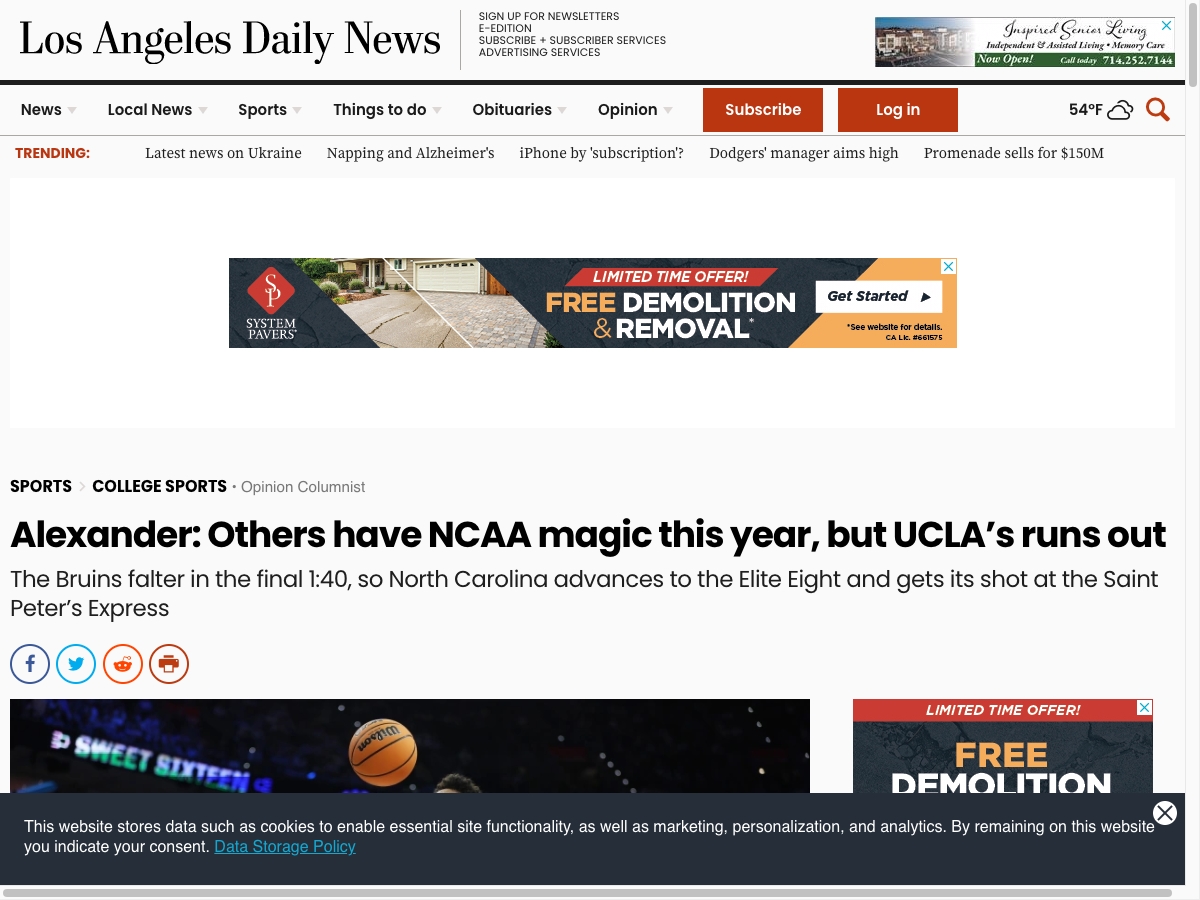 Los Angeles Daily News
SIGN UP FOR NEWSLETTERS
E-EDITION
SUBSCRIBE + SUBSCRIBER SERVICES
ADVERTISING SERVICES
Inspired Senior Living
Independent & Assisted Living • Memory Care
Now Open! Call today 714.252.7144
News
Local News
Sports
Things to do
Obituaries
Opinion
Subscribe
Log in
54°F
TRENDING:
Latest news on Ukraine
Napping and Alzheimer's
iPhone by 'subscription'?
Dodgers' manager aims high
Promenade sells for $150M
SP
SYSTEM
PAVERS
LIMITED TIME OFFER!
FREE DEMOLITION
& REMOVAL*
Get Started
*See website for details.
CA Lic. #661575
SPORTS > COLLEGE SPORTS • Opinion Columnist
Alexander: Others have NCAA magic this year, but UCLA’s runs out
The Bruins falter in the final 1:40, so North Carolina advances to the Elite Eight and gets its shot at the Saint
Peter’s Express
SWEET SIXTEEN
Wilson
LIMITED TIME OFFER!
FREE
DEMOLITION
This website stores data such as cookies to enable essential site functionality, as well as marketing, personalization, and analytics. By remaining on this website
you indicate your consent. Data Storage Policy